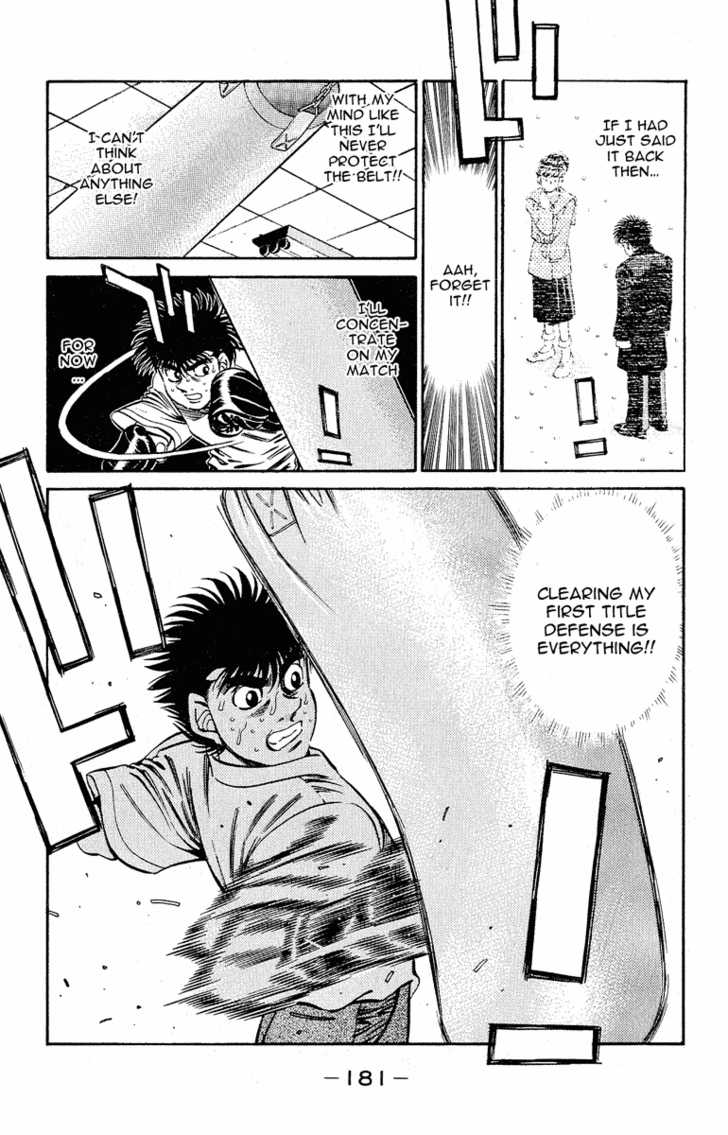 IF I HAD
JUST SAID
IT BACK
THEN...
AAH,
FORGET
IT!!
WITH MY
MIND LIKE
THIS I'LL
NEVER
PROTECT
THE BELT!!
I CAN'T
THINK
ABOUT
ANYTHING
ELSE!
I'LL
CONCEN-
TRATE
ON MY
MATCH
FOR
NOW
...
CLEARING MY
FIRST TITLE
DEFENSE IS
EVERYTHING!!
-181-